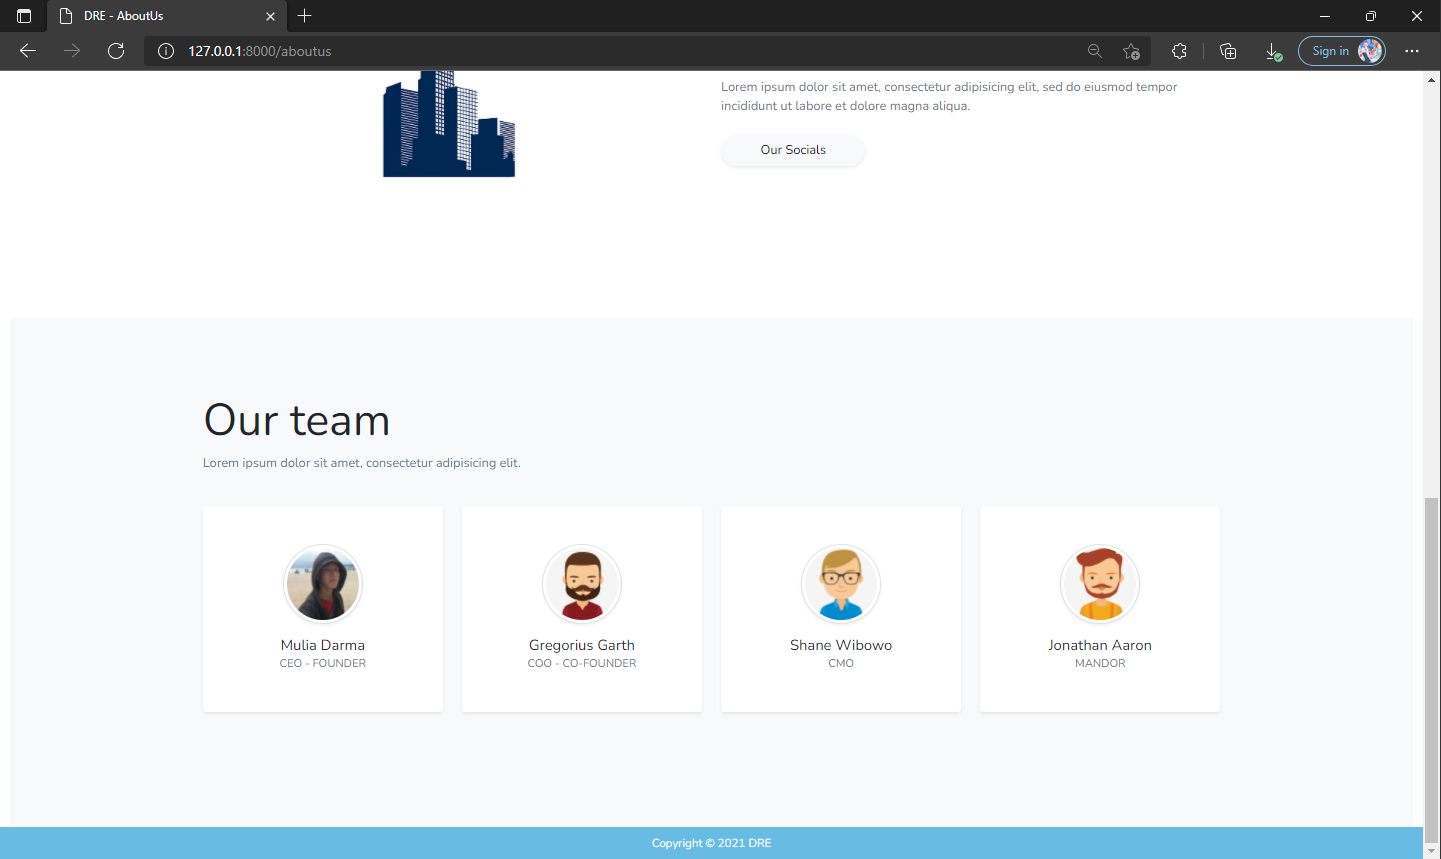 DRE - AboutUs
127.0.0.1:8000/aboutus
Sign in
Lorem ipsum dolor sit amet, consectetur adipisicing elit, sed do eiusmod tempor
incididunt ut labore et dolore magna aliqua.
Our Socials
Our team
Lorem ipsum dolor sit amet, consectetur adipisicing elit.
Mulia Darma
CEO - FOUNDER
Gregorius Garth
COO - CO-FOUNDER
Shane Wibowo
CMO
Jonathan Aaron
MANDOR
Copyright © 2021 DRE